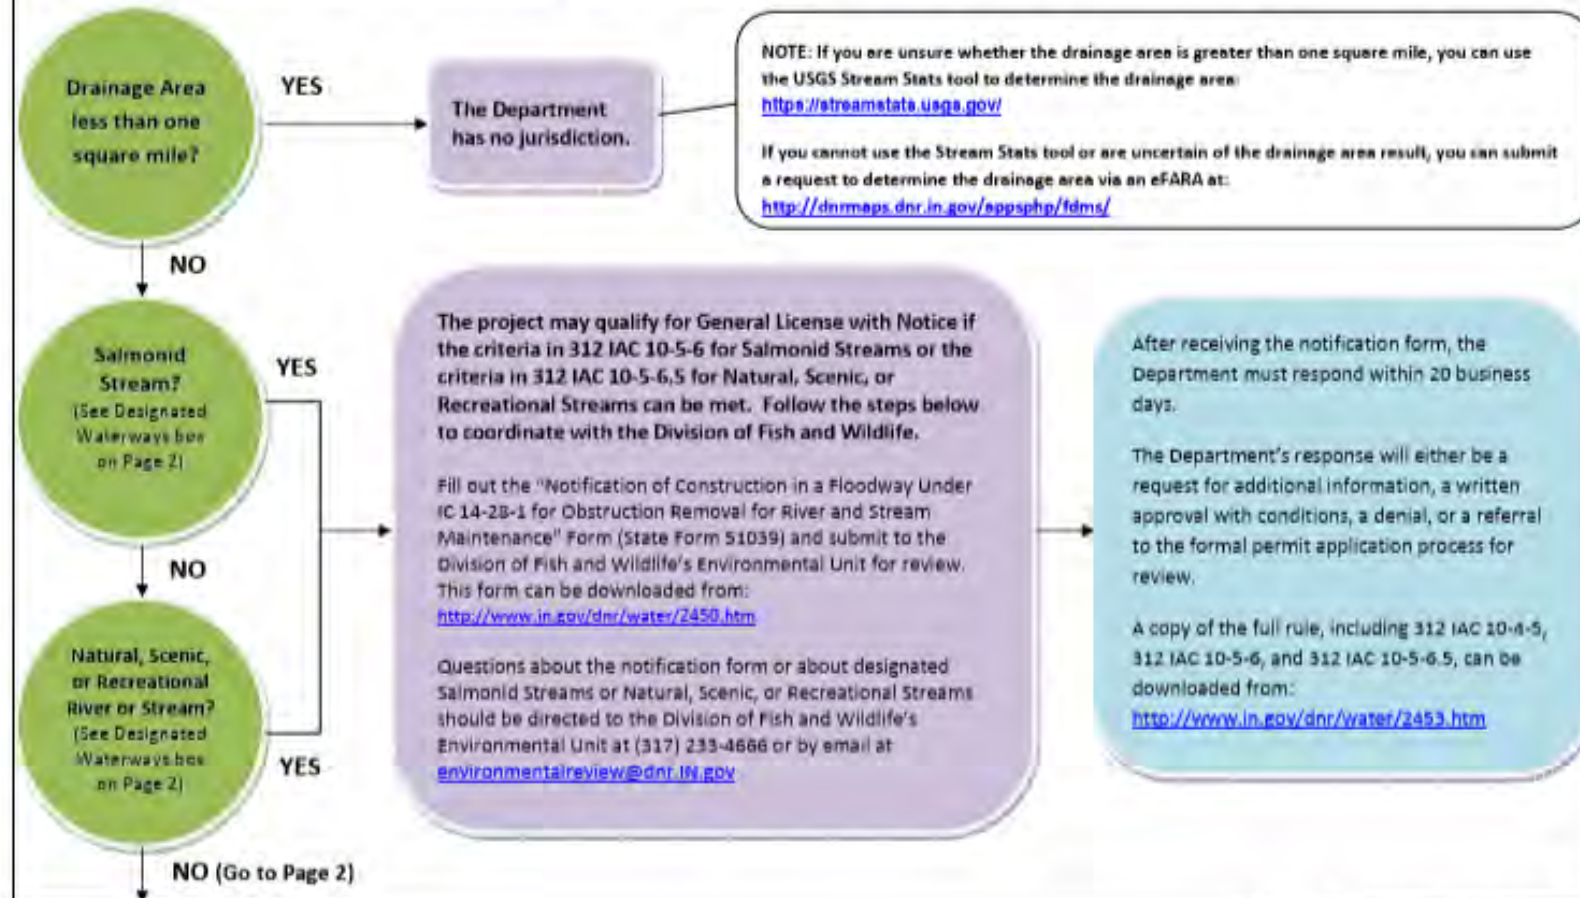 Drainage Area
less than one
square mile?
YES
The Department
has no jurisdiction.
NOTE: If you are unsure whether the drainage area is greater than one square mile, you can use
the USGS Stream Stats tool to determine the drainage area:
https://streamstats.usgs.gov/
If you cannot use the Stream Stats tool or are uncertain of the drainage area result, you can submit
a request to determine the drainage area via an eFARA at:
http://dnrmaps.dnr.in.gov/appsphp/fdms/
NO
Salmonid
Stream?
(See Designated
Waterways box
on Page 2)
YES
NO
Natural, Scenic,
or Recreational
River or Stream?
(See Designated
Waterways box
on Page 2)
YES
NO (Go to Page 2)
The project may qualify for General License with Notice if
the criteria in 312 IAC 10-5-6 for Salmonid Streams or the
criteria in 312 IAC 10-5-6.5 for Natural, Scenic, or
Recreational Streams can be met. Follow the steps below
to coordinate with the Division of Fish and Wildlife.
Fill out the "Notification of Construction in a Floodway Under
IC 14-28-1 for Obstruction Removal for River and Stream
Maintenance" Form (State Form 51039) and submit to the
Division of Fish and Wildlife's Environmental Unit for review.
This form can be downloaded from:
http://www.in.gov/dnr/water/2450.htm
Questions about the notification form or about designated
Salmonid Streams or Natural, Scenic, or Recreational Streams
should be directed to the Division of Fish and Wildlife's
Environmental Unit at (317) 233-4666 or by email at
environmentalreview@dnr.IN.gov
After receiving the notification form, the
Department must respond within 20 business
days.
The Department's response will either be a
request for additional information, a written
approval with conditions, a denial, or a referral
to the formal permit application process for
review.
A copy of the full rule, including 312 IAC 10-4-5,
312 IAC 10-5-6, and 312 IAC 10-5-6.5, can be
downloaded from:
http://www.in.gov/dnr/water/2453.htm